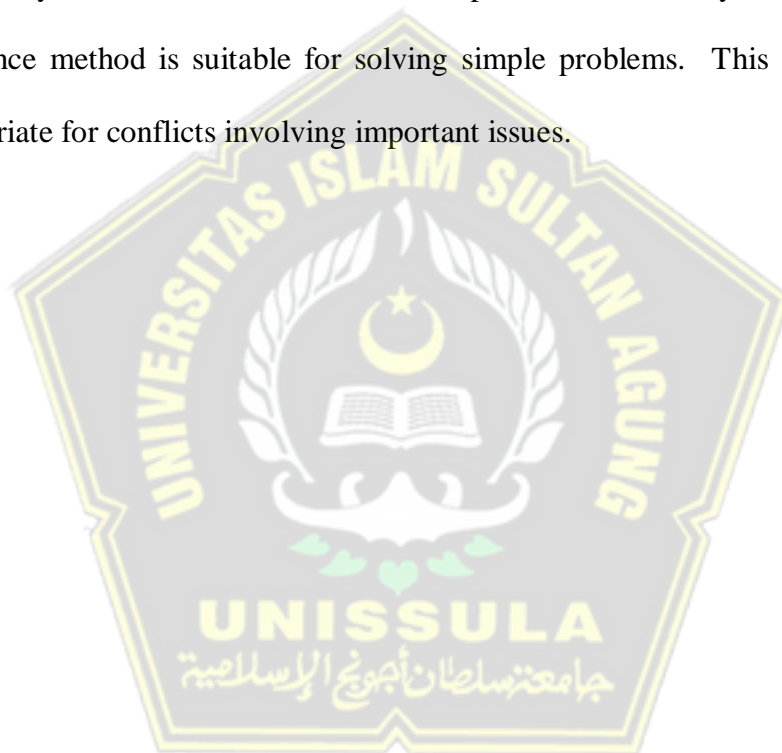 nce method is suitable for solving simple problems. This
riate for conflicts involving important issues.
UNIVERSITAS ISLAM SULTAN AGUNG
UNISSULA
جامعة سلطان أجونج الإسلامية